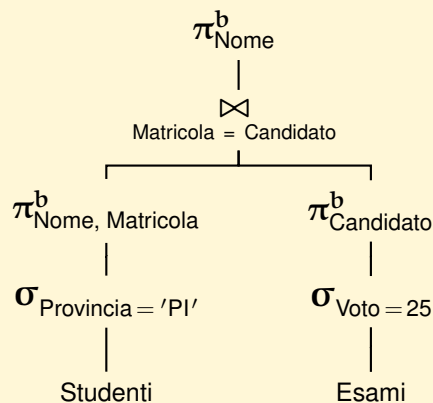 π^b_Nome
⋈
Matricola = Candidato
π^b_Nome, Matricola π^b_Candidato
σ_Provincia = 'PI' σ_Voto = 25
Studenti Esami